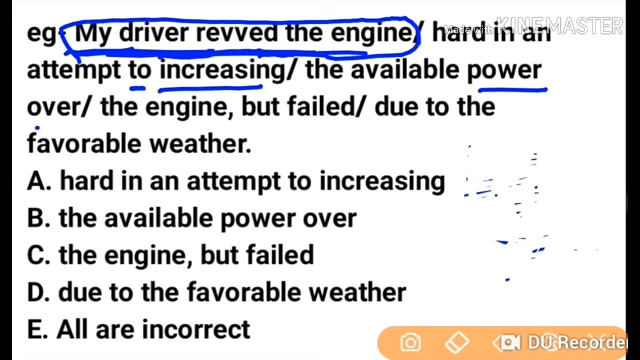 Made with KINEMASTER
eg- My driver revved the engine/ hard in an
attempt to increasing/ the available power
over/ the engine, but failed/ due to the
favorable weather.
A. hard in an attempt to increasing
B. the available power over
C. the engine, but failed
D. due to the favorable weather
E. All are incorrect
DU Recorder